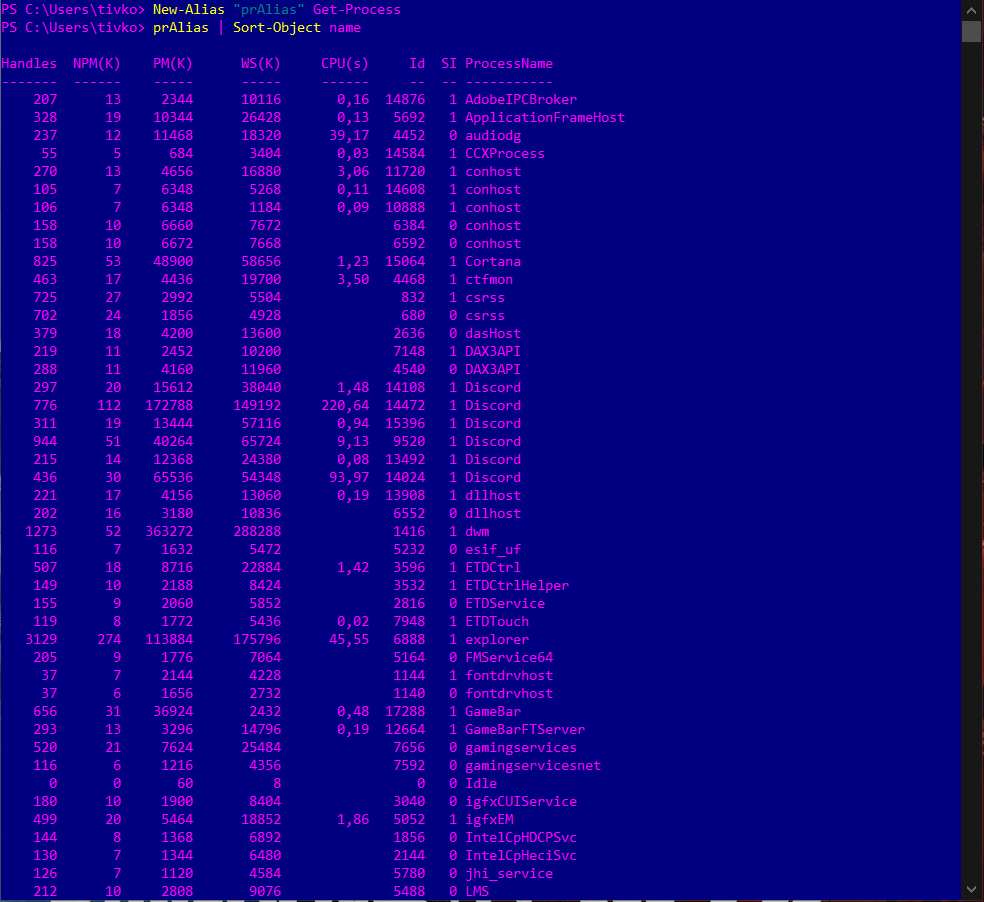 PS C:\Users\tivko> New-Alias "prAlias" Get-Process
PS C:\Users\tivko> prAlias | Sort-Object name
Handles NPM(K) PM(K) WS(K) CPU(s) Id SI ProcessName
------- ------ ----- ----- ------ -- -- -----------
207 13 2344 10116 0,16 14876 1 AdobeIPCBroker
328 19 10344 26428 0,13 5692 1 ApplicationFrameHost
237 12 11468 18320 39,17 4452 0 audiodg
55 5 684 3404 0,03 14584 1 CCXProcess
270 13 4656 16880 3,06 11720 1 conhost
105 7 6348 5268 0,11 14608 1 conhost
106 7 6348 1184 0,09 10888 1 conhost
158 10 6660 7672 6384 0 conhost
158 10 6672 7668 6592 0 conhost
825 53 48900 58656 1,23 15064 1 Cortana
463 17 4436 19700 3,50 4468 1 ctfmon
725 27 2992 5504 832 1 csrss
702 24 1856 4928 680 0 csrss
379 18 4200 13600 2636 0 dasHost
219 11 2452 10200 7148 1 DAX3API
288 11 4160 11960 4540 0 DAX3API
297 20 15612 38040 1,48 14108 1 Discord
776 112 172788 149192 220,64 14472 1 Discord
311 19 13444 57116 0,94 15396 1 Discord
944 51 40264 65724 9,13 9520 1 Discord
215 14 12368 24380 0,08 13492 1 Discord
436 30 65536 54348 93,97 14024 1 Discord
221 17 4156 13060 0,19 13908 1 dllhost
202 16 3180 10836 6552 0 dllhost
1273 52 363272 288288 1416 1 dwm
116 7 1632 5472 5232 0 esif_uf
507 18 8716 22884 1,42 3596 1 ETDCtrl
149 10 2188 8424 3532 1 ETDCtrlHelper
155 9 2060 5852 2816 0 ETDService
119 8 1772 5436 0,02 7948 1 ETDTouch
3129 274 113884 175796 45,55 6888 1 explorer
205 9 1776 7064 5164 0 FMService64
37 7 2144 4228 1144 1 fontdrvhost
37 6 1656 2732 1140 0 fontdrvhost
656 31 36924 2432 0,48 17288 1 GameBar
293 13 3296 14796 0,19 12664 1 GameBarFTServer
520 21 7624 25484 7656 0 gamingservices
116 6 1216 4356 7592 0 gamingservicesnet
0 0 60 8 0 0 Idle
180 10 1900 8404 3040 0 igfxCUIService
499 20 5464 18852 1,86 5052 1 igfxEM
144 8 1368 6892 1856 0 IntelCpHDCPSvc
130 7 1344 6480 2144 0 IntelCpHeciSvc
126 7 1120 4584 5780 0 jhi_service
212 10 2808 9076 5488 0 LMS